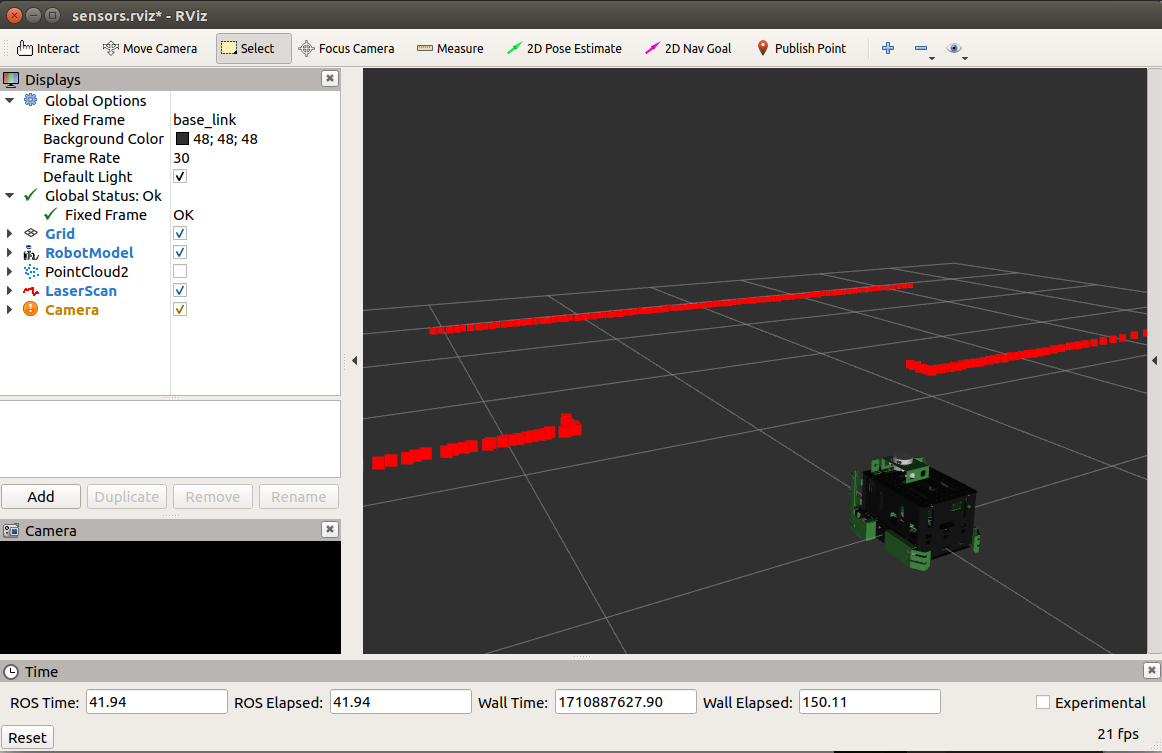 sensors.rviz* - RViz
Interact Move Camera Select Focus Camera Measure 2D Pose Estimate 2D Nav Goal Publish Point
Displays
Global Options
Fixed Frame base_link
Background Color 48; 48; 48
Frame Rate 30
Default Light
Global Status: Ok
Fixed Frame OK
Grid
RobotModel
PointCloud2
LaserScan
Camera
Add Duplicate Remove Rename
Camera
Time
ROS Time: 41.94 ROS Elapsed: 41.94 Wall Time: 1710887627.90 Wall Elapsed: 150.11 Experimental
Reset 21 fps